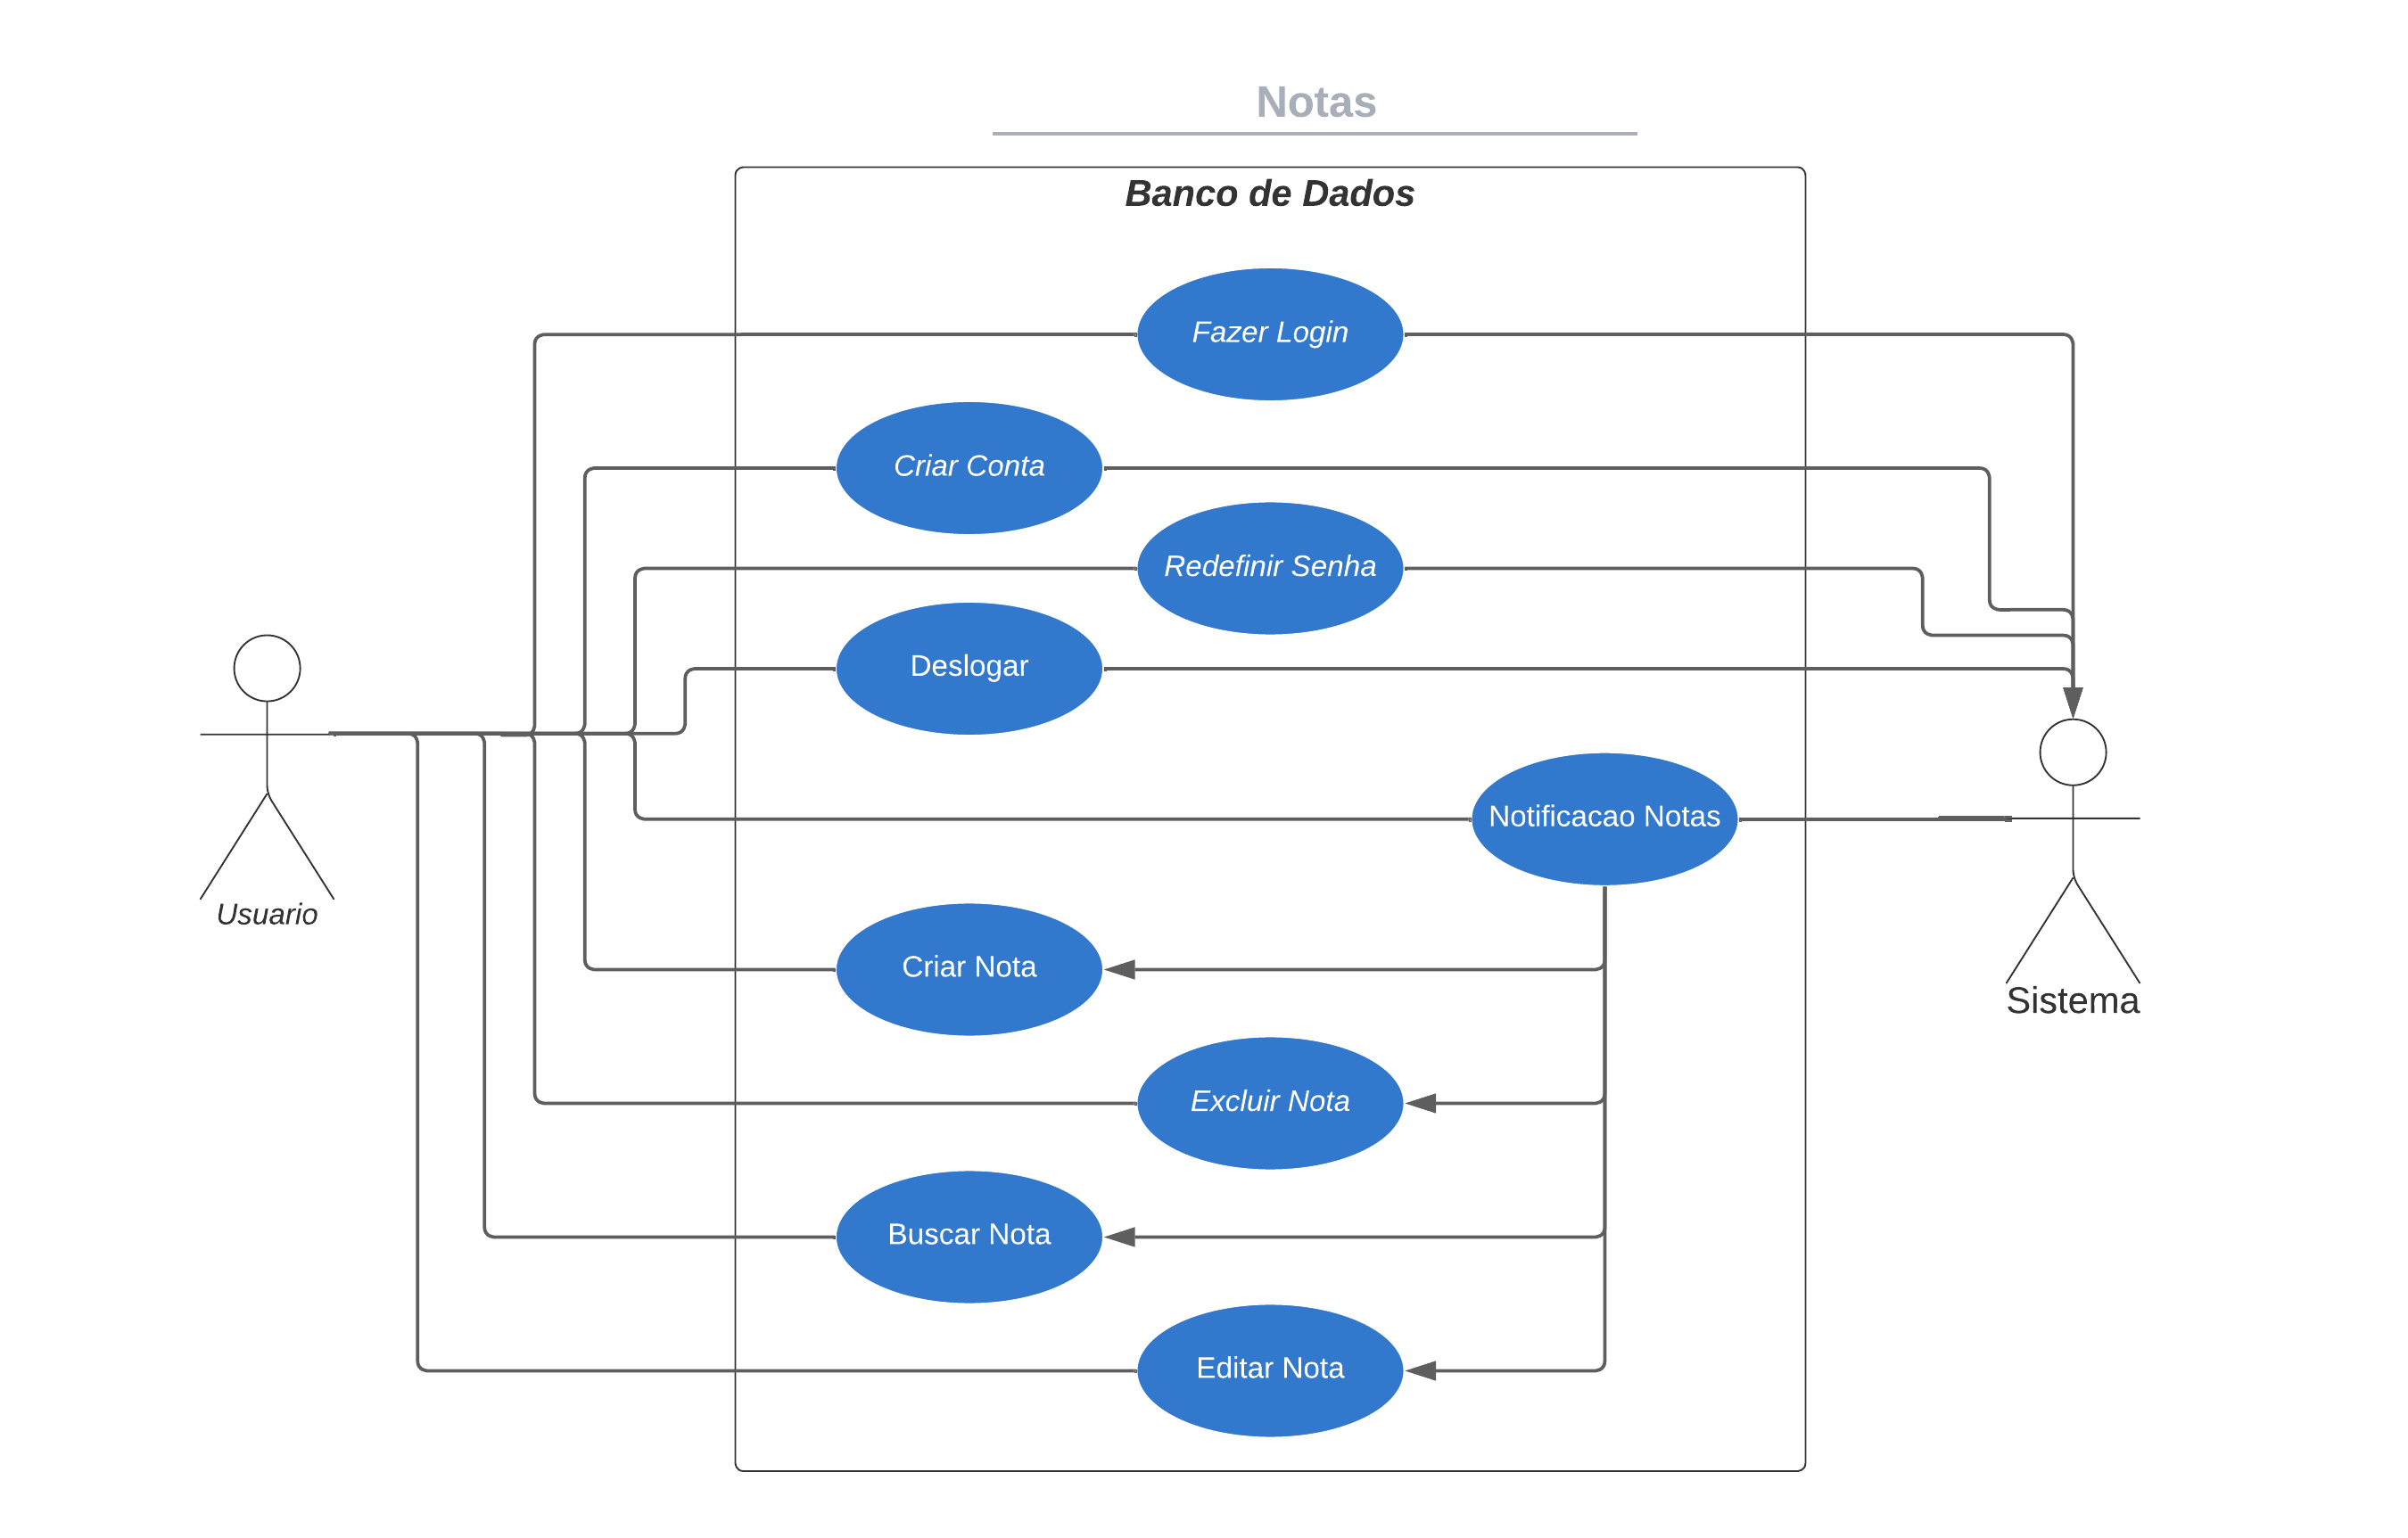 Notas
Banco de Dados
Fazer Login
Criar Conta
Redefinir Senha
Deslogar
Notificacao Notas
Usuario
Criar Nota
Sistema
Excluir Nota
Buscar Nota
Editar Nota